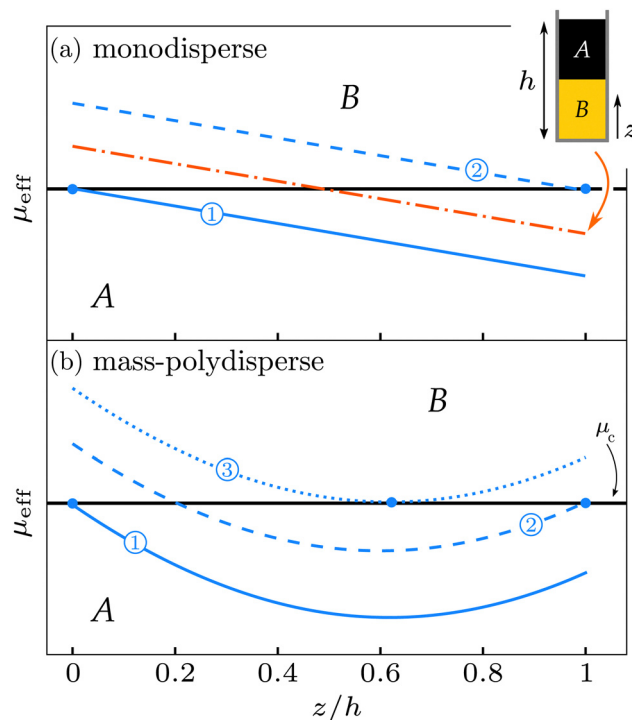 (a) monodisperse
A
h
B
z
B
②
μeff
①
A
(b) mass-polydisperse
B
μc
③
μeff
①
②
A
0
0.2
0.4
0.6
0.8
1
z/h